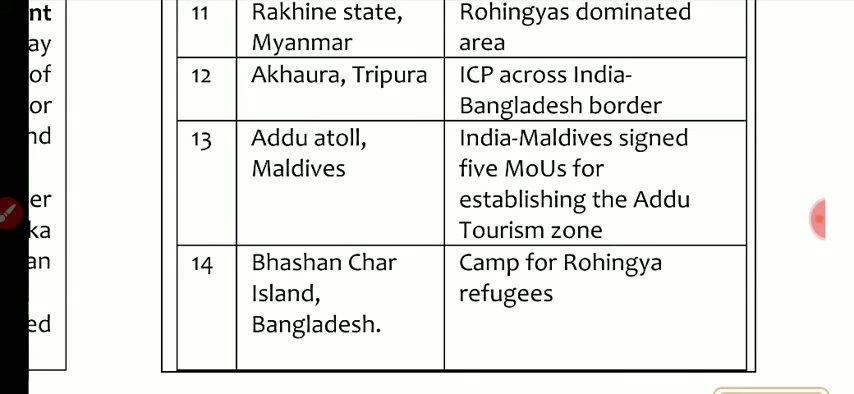 nt
ay
of
or
nd
er
ka
an
ed
11 Rakhine state, Rohingyas dominated
Myanmar area
12 Akhaura, Tripura ICP across India-
Bangladesh border
13 Addu atoll, India-Maldives signed
Maldives five MoUs for
establishing the Addu
Tourism zone
14 Bhashan Char Camp for Rohingya
Island, refugees
Bangladesh.